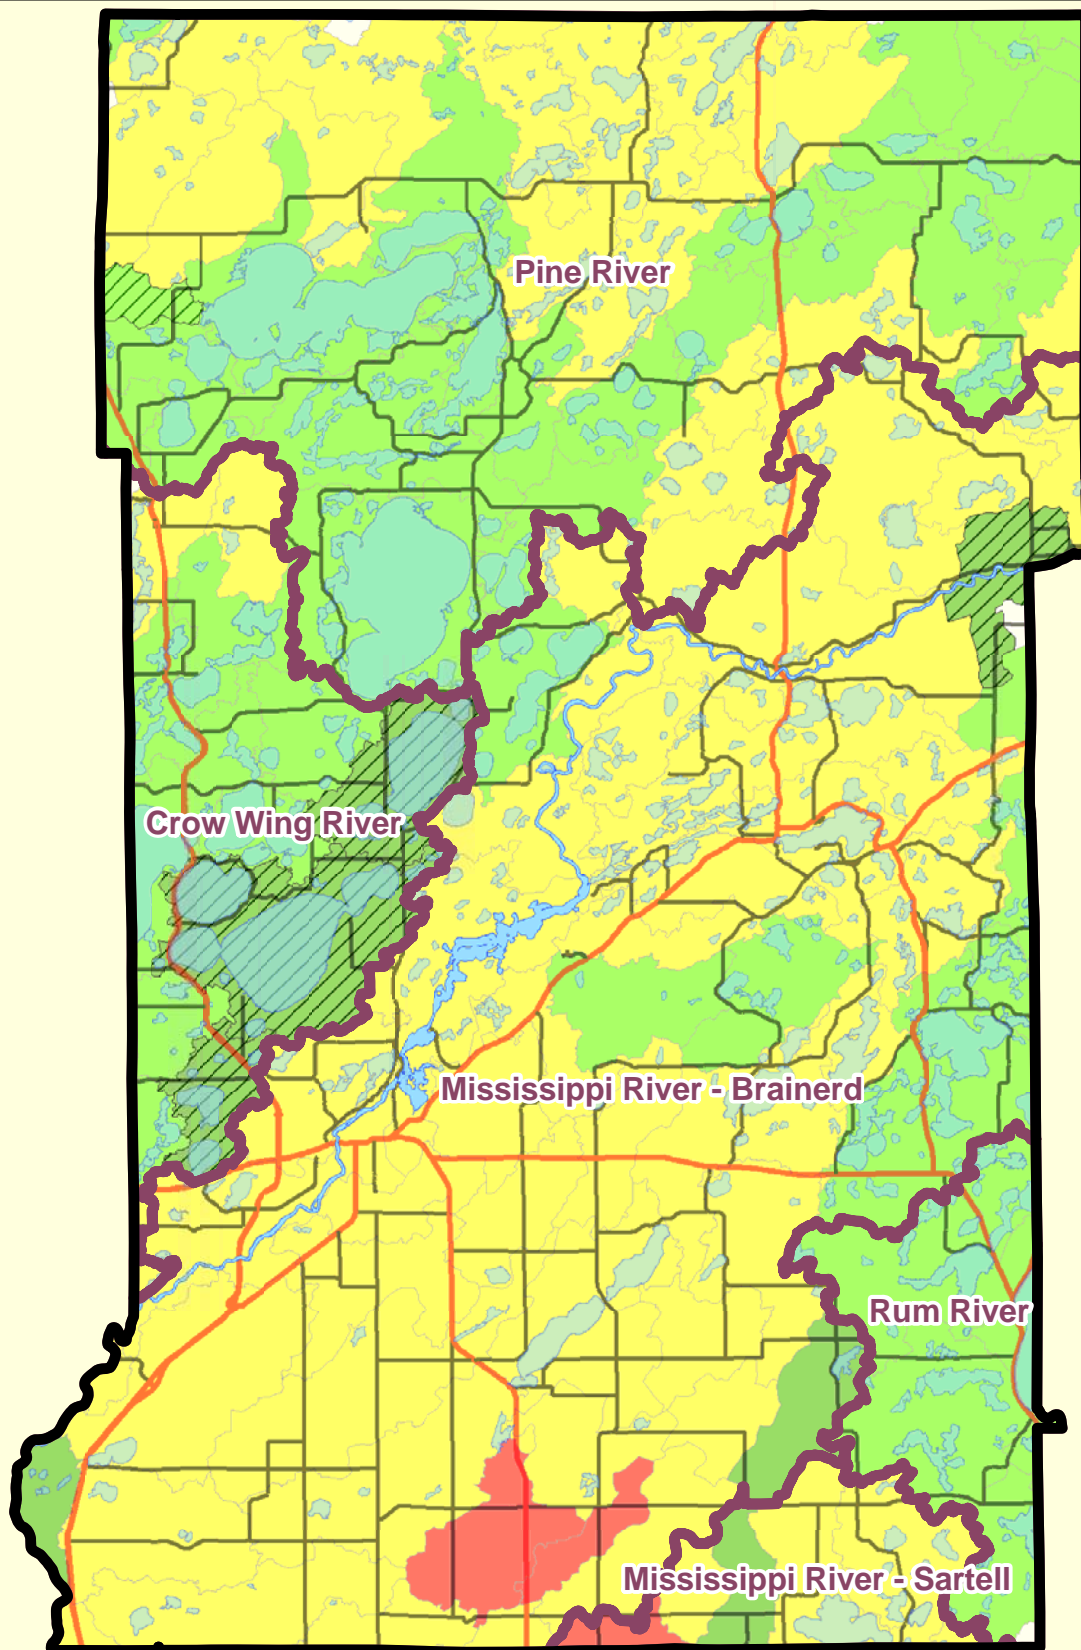 Pine River
Crow Wing River
Mississippi River - Brainerd
Rum River
Mississippi River - Sartell